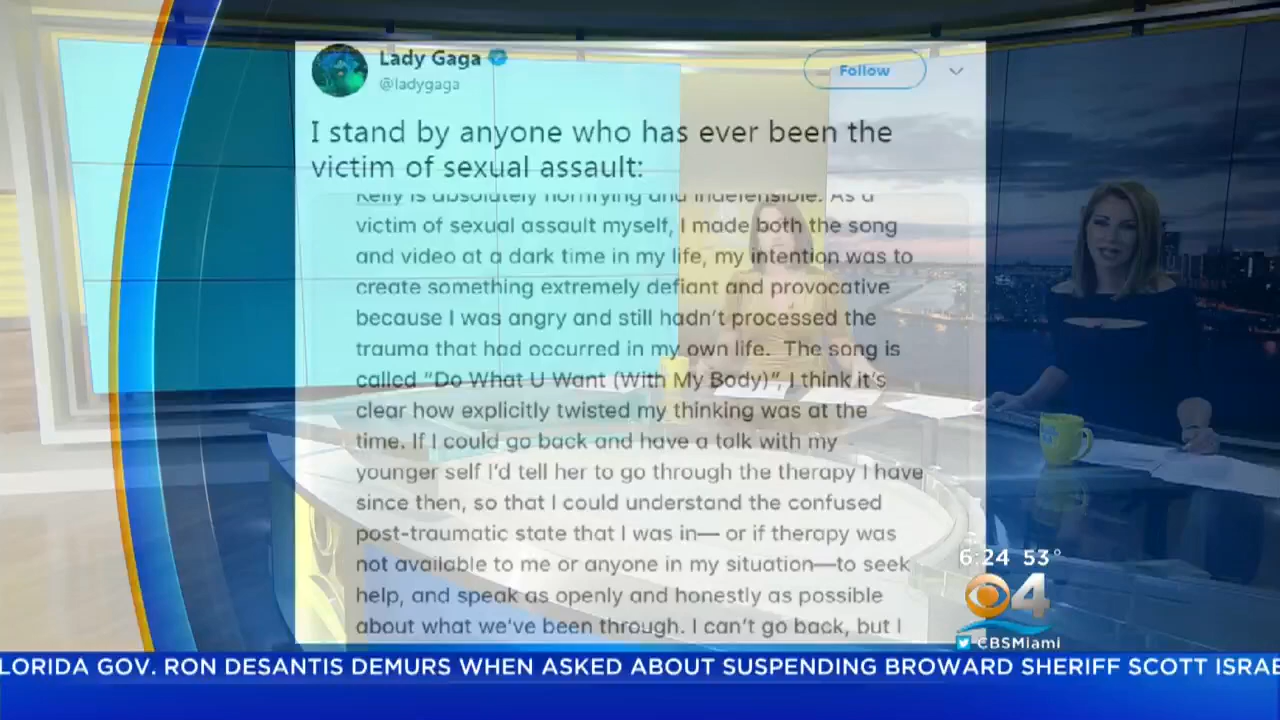 Lady Gaga
@ladygaga
Follow
I stand by anyone who has ever been the
victim of sexual assault:
Kelly is absolutely horrifying and indefensible. As a
victim of sexual assault myself, I made both the song
and video at a dark time in my life, my intention was to
create something extremely defiant and provocative
because I was angry and still hadn't processed the
trauma that had occurred in my own life.  The song is
called “Do What U Want (With My Body)”, I think it's
clear how explicitly twisted my thinking was at the
time. If I could go back and have a talk with my
younger self I'd tell her to go through the therapy I have
since then, so that I could understand the confused
post-traumatic state that I was in— or if therapy was
not available to me or anyone in my situation—to seek
help, and speak as openly and honestly as possible
about what we've been through. I can't go back, but I
6:24 53°
4
CBSMiami
LORIDA GOV. RON DESANTIS DEMURS WHEN ASKED ABOUT SUSPENDING BROWARD SHERIFF SCOTT ISRAE